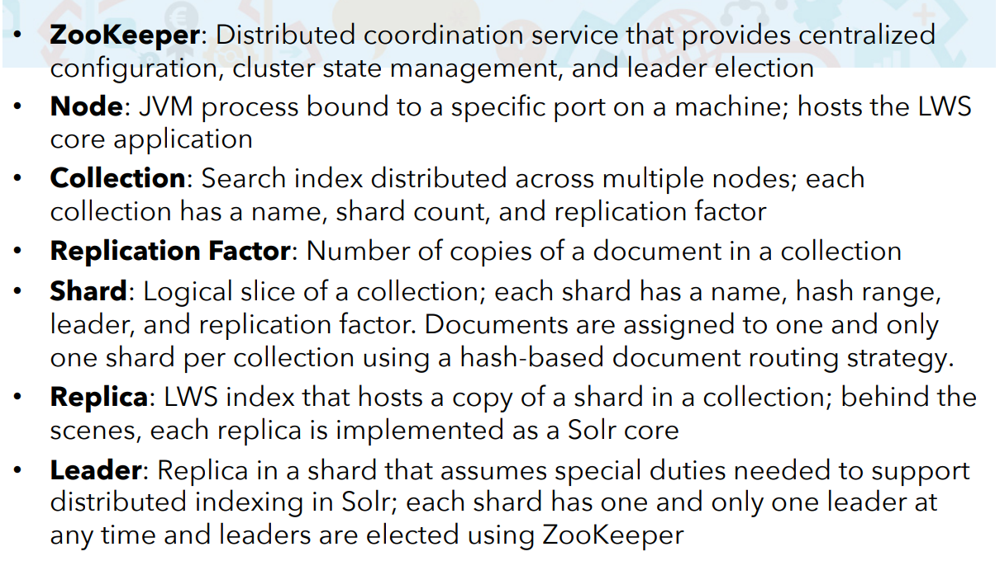 • ZooKeeper: Distributed coordination service that provides centralized
configuration, cluster state management, and leader election
• Node: JVM process bound to a specific port on a machine; hosts the LWS
core application
• Collection: Search index distributed across multiple nodes; each
collection has a name, shard count, and replication factor
• Replication Factor: Number of copies of a document in a collection
• Shard: Logical slice of a collection; each shard has a name, hash range,
leader, and replication factor. Documents are assigned to one and only
one shard per collection using a hash-based document routing strategy.
• Replica: LWS index that hosts a copy of a shard in a collection; behind the
scenes, each replica is implemented as a Solr core
• Leader: Replica in a shard that assumes special duties needed to support
distributed indexing in Solr; each shard has one and only one leader at
any time and leaders are elected using ZooKeeper